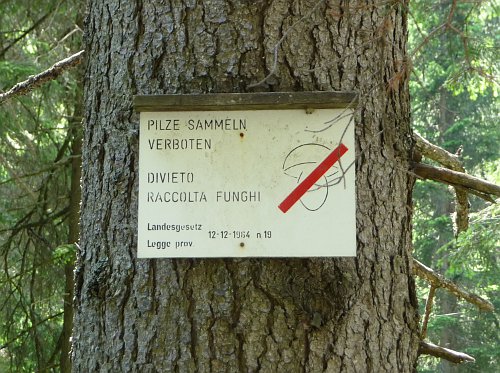 PILZE SAMMELN
VERBOTEN
DIVIETO
RACCOLTA FUNGHI
Landesgesetz
Legge prov. 12-12-1964 n 19